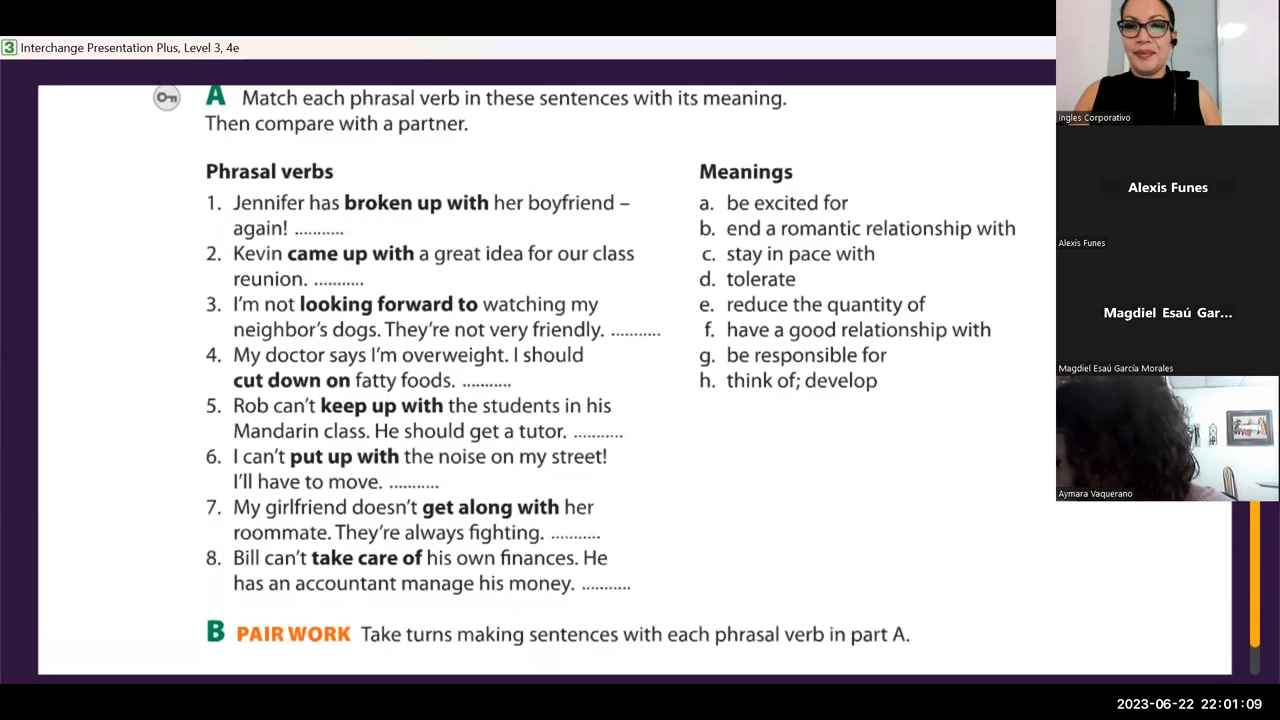 3 Interchange Presentation Plus, Level 3, 4e
A Match each phrasal verb in these sentences with its meaning.
Then compare with a partner.
Phrasal verbs
1. Jennifer has broken up with her boyfriend –
again! ...........
2. Kevin came up with a great idea for our class
reunion. ...........
3. I'm not looking forward to watching my
neighbor's dogs. They're not very friendly. ...........
4. My doctor says I'm overweight. I should
cut down on fatty foods. ...........
5. Rob can't keep up with the students in his
Mandarin class. He should get a tutor. ...........
6. I can't put up with the noise on my street!
I'll have to move. ...........
7. My girlfriend doesn't get along with her
roommate. They're always fighting. ...........
8. Bill can't take care of his own finances. He
has an accountant manage his money. ...........
Meanings
a. be excited for
b. end a romantic relationship with
c. stay in pace with
d. tolerate
e. reduce the quantity of
f. have a good relationship with
g. be responsible for
h. think of; develop
B PAIR WORK Take turns making sentences with each phrasal verb in part A.
Ingles Corporativo
Alexis Funes
Alexis Funes
Magdiel Esaú Gar...
Magdiel Esaú García Morales
Aymara Vaquerano
2023-06-22 22:01:09